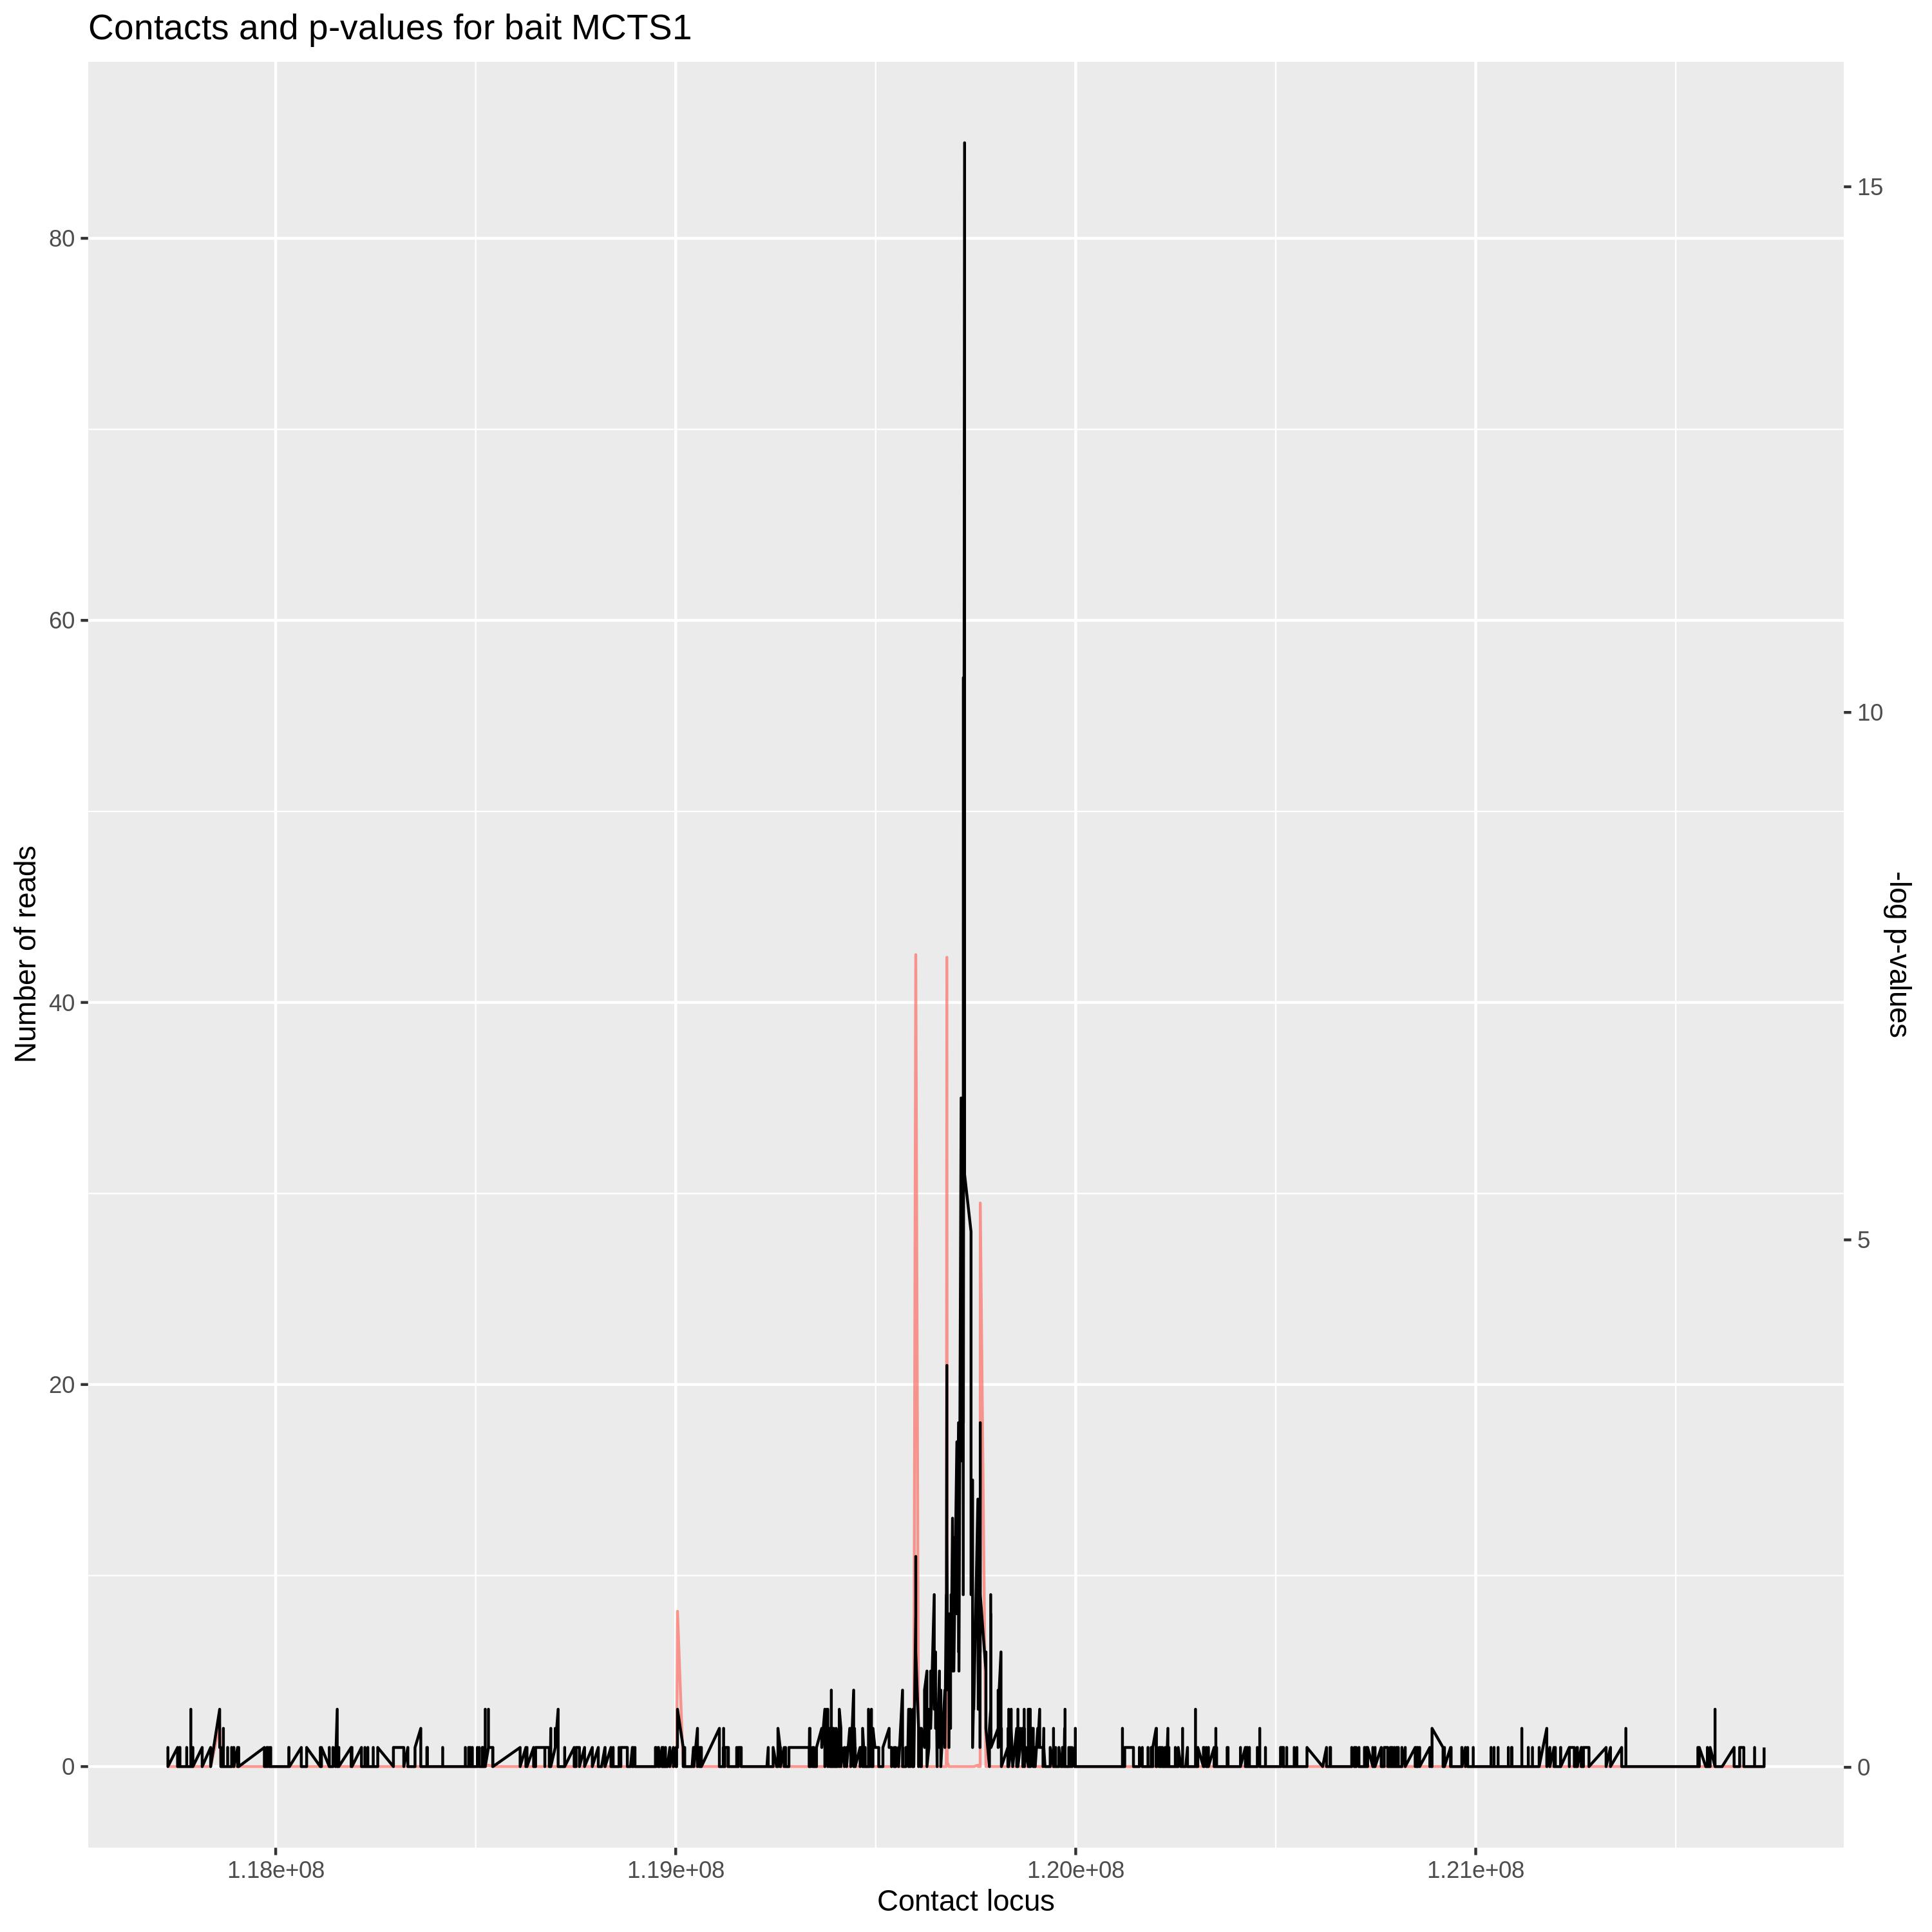 Contacts and p-values for bait MCTS1
80
60
40
20
0
Number of reads
15
10
5
0
-log p-values
1.18e+08
1.19e+08
1.20e+08
1.21e+08
Contact locus